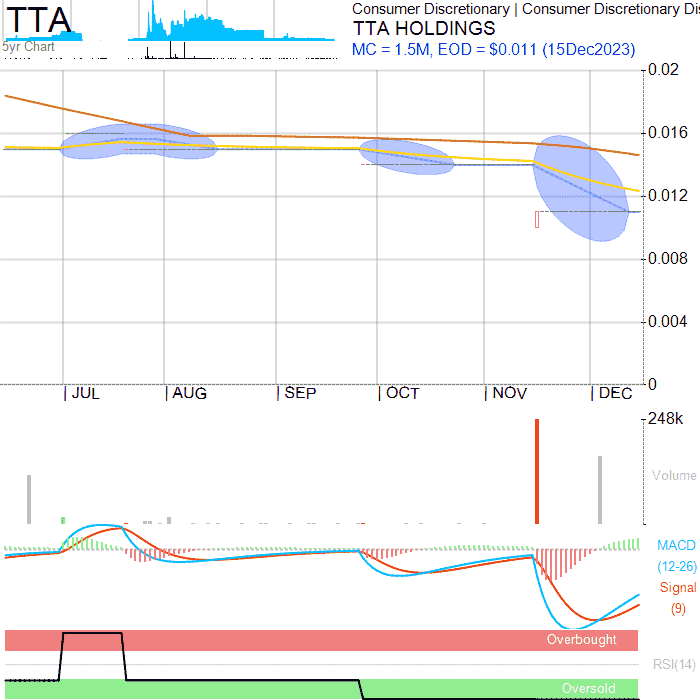 TTA
5yr Chart
Consumer Discretionary | Consumer Discretionary Dis
TTA HOLDINGS
MC = 1.5M, EOD = $0.011 (15Dec2023)
0.02
0.016
0.012
0.008
0.004
0
| JUL | AUG | SEP | OCT | NOV | DEC
248k
Volume
MACD
(12-26)
Signal
(9)
Overbought
RSI(14)
Oversold